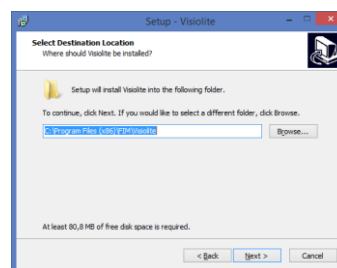 Setup - Visiolite
Select Destination Location
Where should Visiolite be installed?
Setup will install Visiolite into the following folder.
To continue, click Next. If you would like to select a different folder, click Browse.
C:\Program Files (x86)\FIM\Visiolite
Browse...
At least 80,8 MB of free disk space is required.
< Back
Next >
Cancel